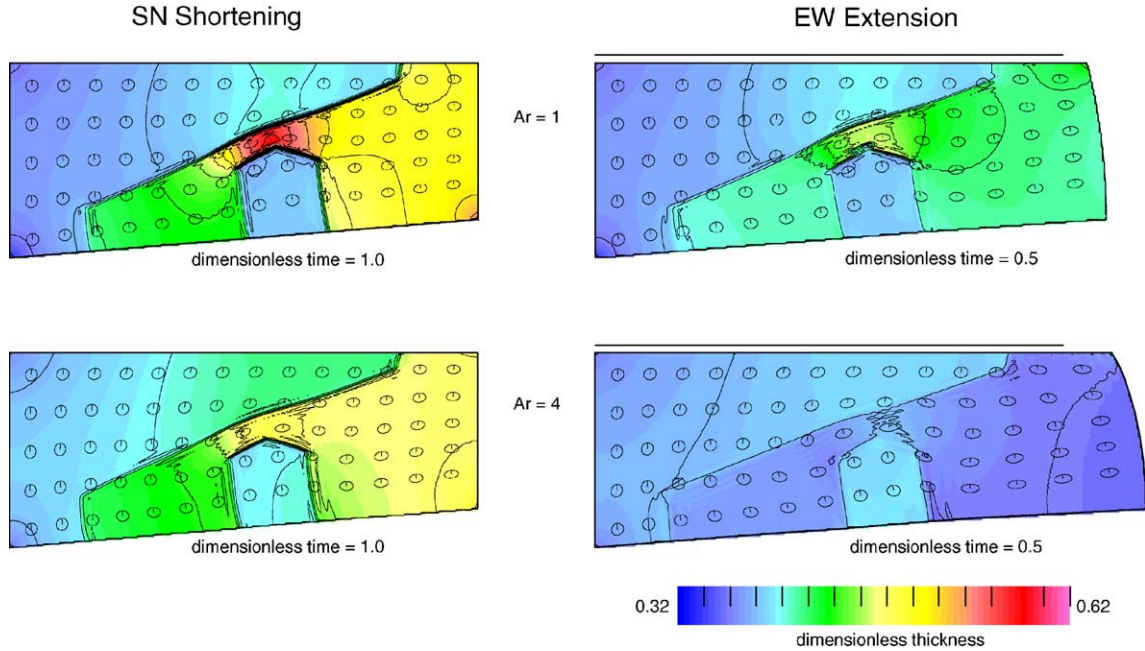 SN Shortening
EW Extension
Ar = 1
dimensionless time = 1.0
dimensionless time = 0.5
Ar = 4
dimensionless time = 1.0
dimensionless time = 0.5
0.32
0.62
dimensionless thickness